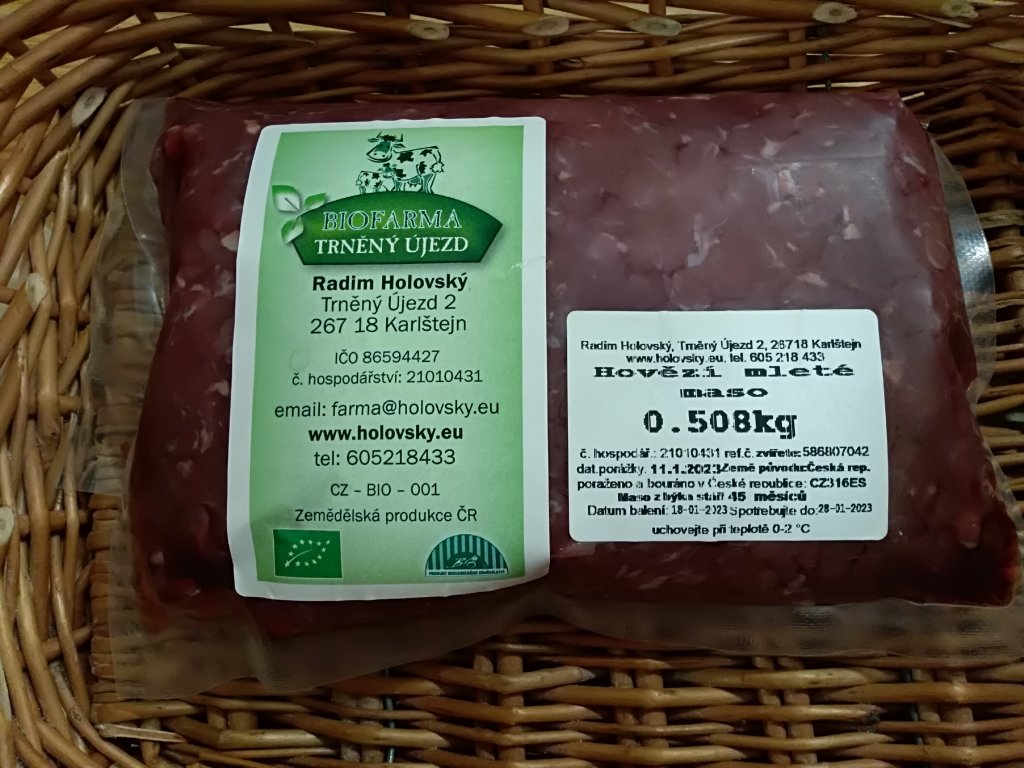 BIOFARMA
TRNĚNÝ ÚJEZD
Radim Holovský
Trněný Újezd 2
267 18 Karlštejn
IČO 86594427
č. hospodářství: 21010431
email: farma@holovsky.eu
www.holovsky.eu
tel: 605218433
CZ – BIO – 001
Zemědělská produkce ČR
PRODUKT EKOLOGICKÉHO ZEMĚDĚLSTVÍ
Radim Holovský, Trněný Újezd 2, 26718 Karlštejn
www.holovsky.eu, tel. 605 218 433
Hovězí mleté
maso
0.508kg
č. hospodář.: 21010431 ref.č. zvířete: 586807042
dat.porážky: 11.1.2023 Země původu:Česká rep.
poraženo a bouráno v České republice: CZ316ES
Maso z býka stáří 45 měsíců
Datum balení: 18-01-2023 Spotřebujte do:28-01-2023
uchovejte při teplotě 0-2 °C